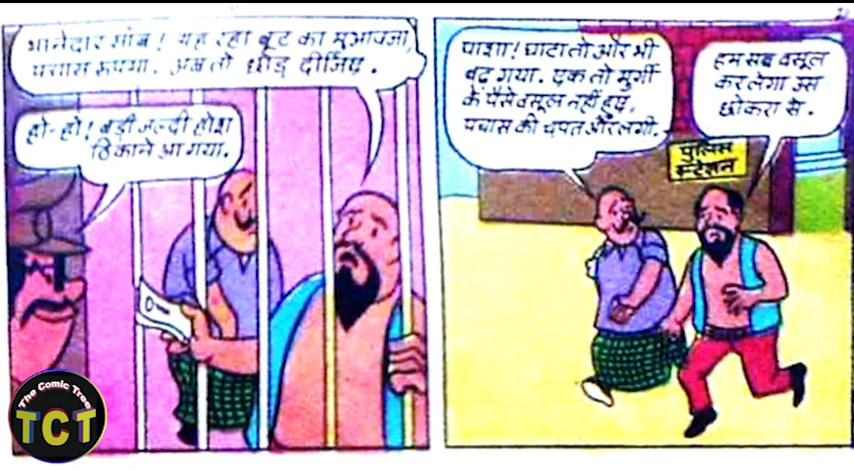 थानेदार साब! यह रहा बूट का मुआवजा,
पचास रूपया. अब तो छोड़ दीजिए.
हो-हो! बड़ी जल्दी होश
ठिकाने आ गया.
पाशा! घाटा तो और भी
बढ़ गया. एक तो मुर्गी
के पैसे वसूल नहीं हुए,
पचास की चपत और लगी.
हम सब वसूल
कर लेगा उस
छोकरा से.
पुलिस
स्टेशन
The Comic Tree
TCT